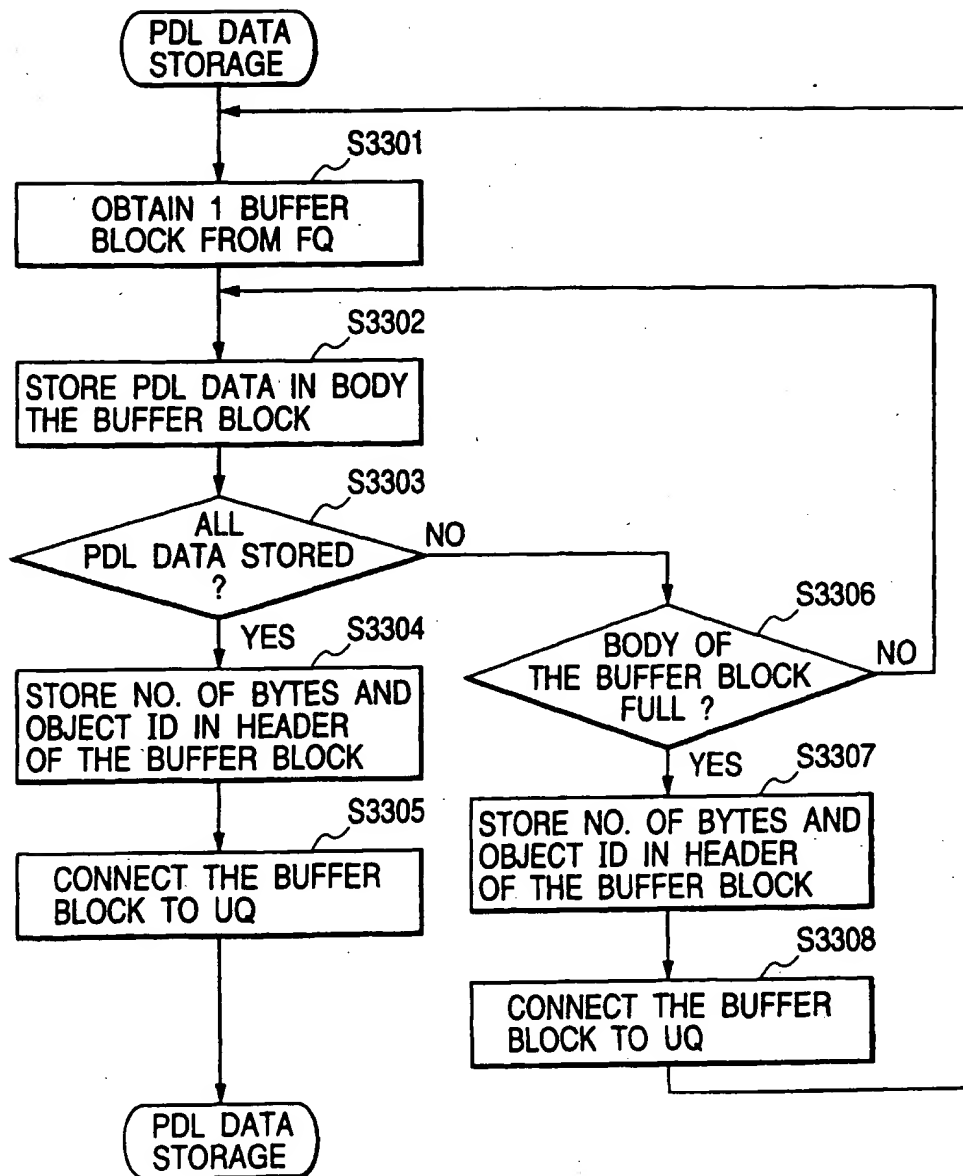 PDL DATA
STORAGE
S3301
OBTAIN 1 BUFFER
BLOCK FROM FQ
S3302
STORE PDL DATA IN BODY
THE BUFFER BLOCK
S3303
ALL
PDL DATA STORED
?
NO
YES
S3304
STORE NO. OF BYTES AND
OBJECT ID IN HEADER
OF THE BUFFER BLOCK
S3305
CONNECT THE BUFFER
BLOCK TO UQ
PDL DATA
STORAGE
S3306
BODY OF
THE BUFFER BLOCK
FULL ?
NO
YES
S3307
STORE NO. OF BYTES AND
OBJECT ID IN HEADER
OF THE BUFFER BLOCK
S3308
CONNECT THE BUFFER
BLOCK TO UQ